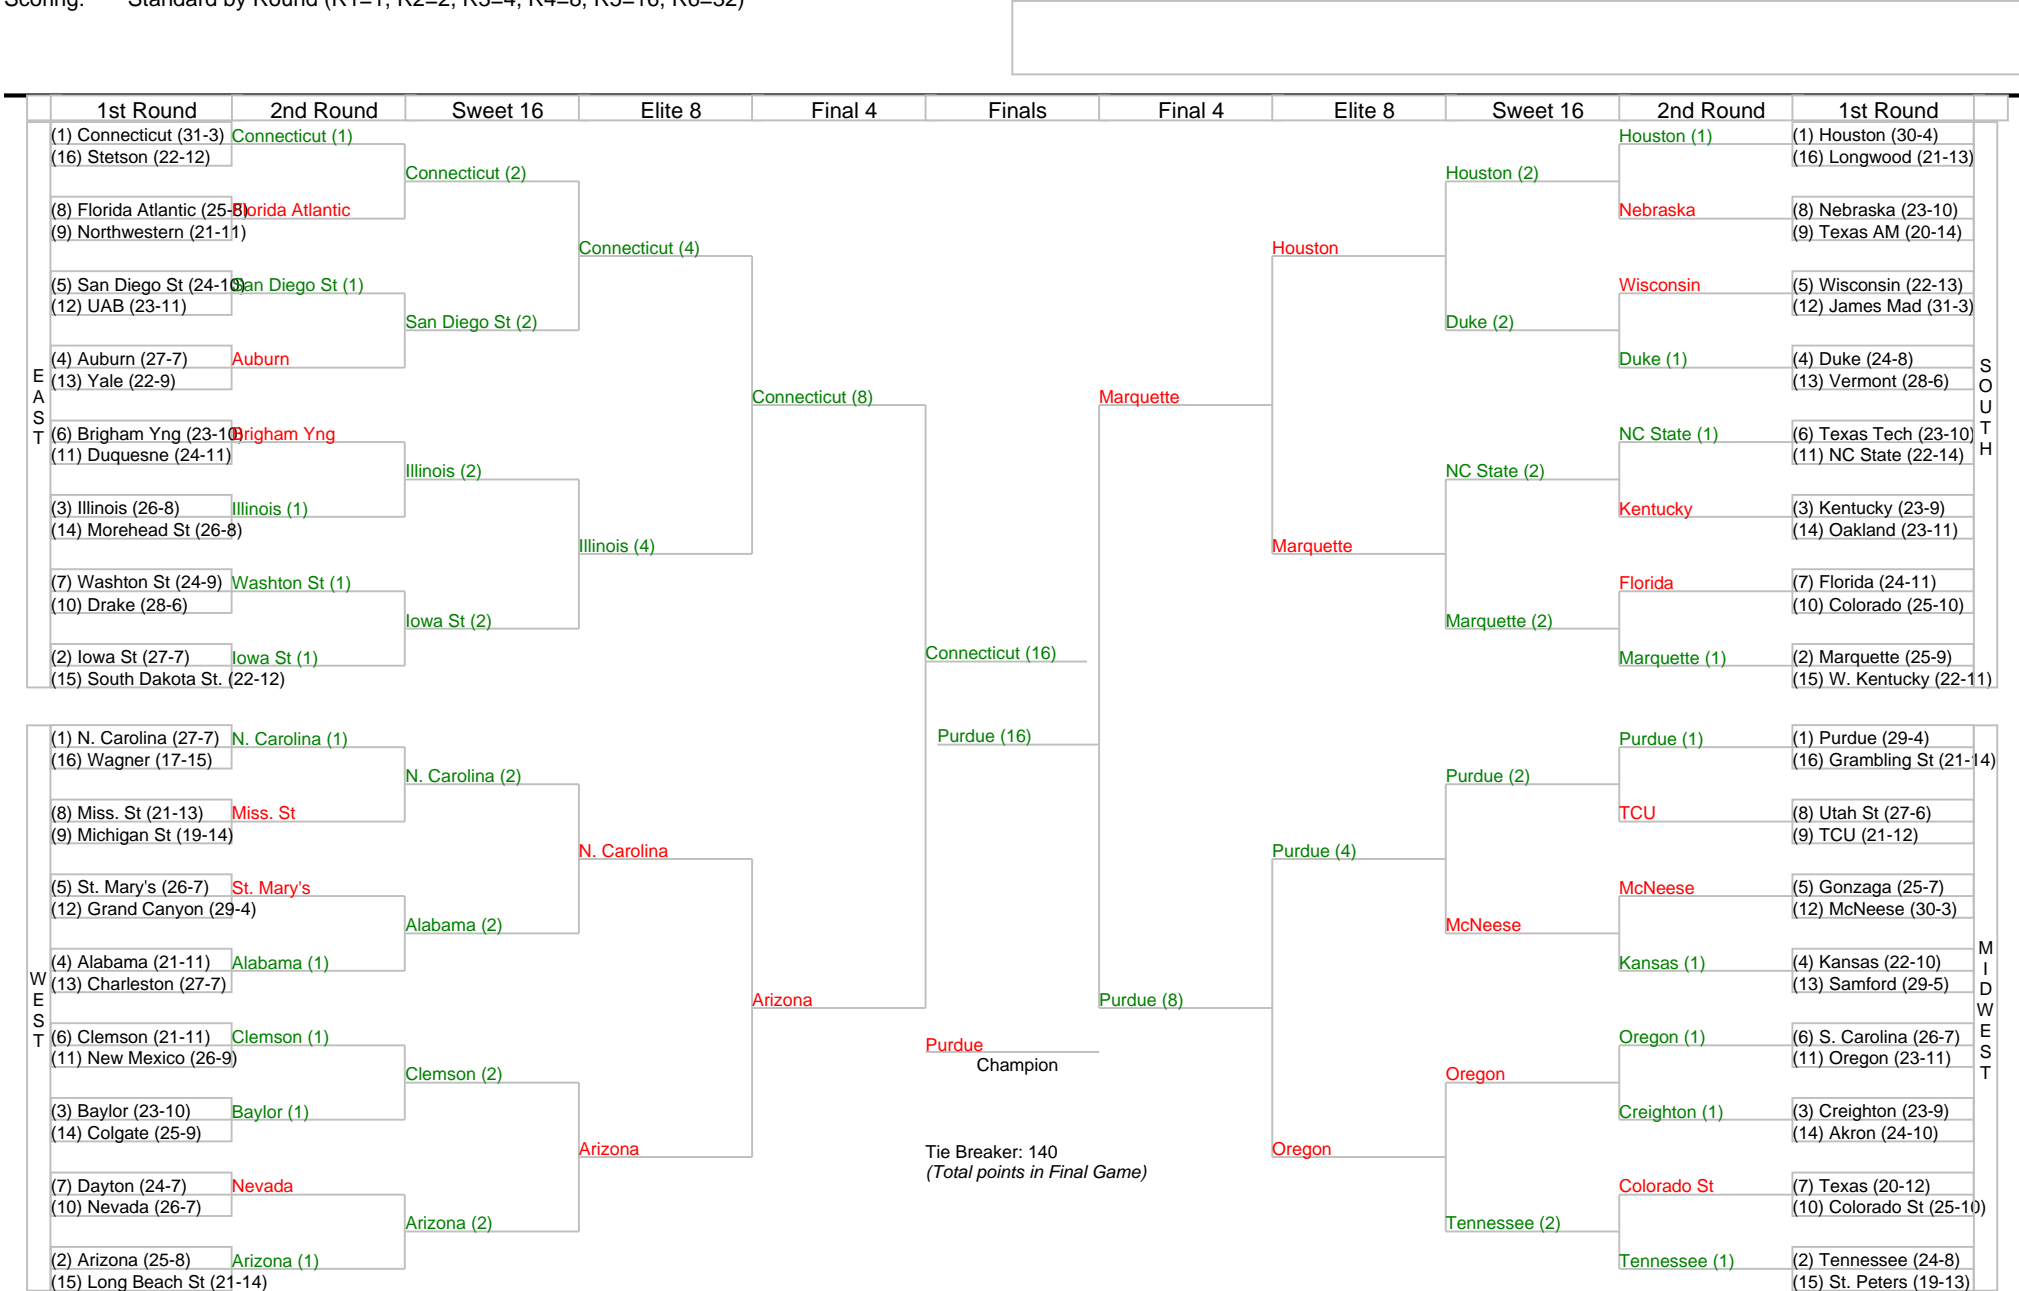 Scoring: Standard by Round (R1=1, R2=2, R3=4, R4=8, R5=16, R6=32)
1st Round 2nd Round Sweet 16 Elite 8 Final 4 Finals Final 4 Elite 8 Sweet 16 2nd Round 1st Round
EAST
(1) Connecticut (31-3)
(16) Stetson (22-12)
(8) Florida Atlantic (25-8)
(9) Northwestern (21-11)
(5) San Diego St (24-10)
(12) UAB (23-11)
(4) Auburn (27-7)
(13) Yale (22-9)
(6) Brigham Yng (23-10)
(11) Duquesne (24-11)
(3) Illinois (26-8)
(14) Morehead St (26-8)
(7) Washton St (24-9)
(10) Drake (28-6)
(2) Iowa St (27-7)
(15) South Dakota St. (22-12)
Connecticut (1)
Florida Atlantic
San Diego St (1)
Auburn
Brigham Yng
Illinois (1)
Washton St (1)
Iowa St (1)
Connecticut (2)
San Diego St (2)
Illinois (2)
Iowa St (2)
Connecticut (4)
Illinois (4)
Connecticut (8)
WEST
(1) N. Carolina (27-7)
(16) Wagner (17-15)
(8) Miss. St (21-13)
(9) Michigan St (19-14)
(5) St. Mary's (26-7)
(12) Grand Canyon (29-4)
(4) Alabama (21-11)
(13) Charleston (27-7)
(6) Clemson (21-11)
(11) New Mexico (26-9)
(3) Baylor (23-10)
(14) Colgate (25-9)
(7) Dayton (24-7)
(10) Nevada (26-7)
(2) Arizona (25-8)
(15) Long Beach St (21-14)
N. Carolina (1)
Miss. St
St. Mary's
Alabama (1)
Clemson (1)
Baylor (1)
Nevada
Arizona (1)
N. Carolina (2)
Alabama (2)
Clemson (2)
Arizona (2)
N. Carolina
Arizona
Arizona
Connecticut (16)
Purdue (16)
Purdue
Champion
Tie Breaker: 140
(Total points in Final Game)
Marquette
Houston
Marquette
Houston (2)
Duke (2)
NC State (2)
Marquette (2)
Houston (1)
Nebraska
Wisconsin
Duke (1)
NC State (1)
Kentucky
Florida
Marquette (1)
(1) Houston (30-4)
(16) Longwood (21-13)
(8) Nebraska (23-10)
(9) Texas AM (20-14)
(5) Wisconsin (22-13)
(12) James Mad (31-3)
(4) Duke (24-8)
(13) Vermont (28-6)
(6) Texas Tech (23-10)
(11) NC State (22-14)
(3) Kentucky (23-9)
(14) Oakland (23-11)
(7) Florida (24-11)
(10) Colorado (25-10)
(2) Marquette (25-9)
(15) W. Kentucky (22-11)
SOUTH
Purdue (8)
Purdue (4)
Oregon
Purdue (2)
McNeese
Oregon
Tennessee (2)
Purdue (1)
TCU
McNeese
Kansas (1)
Oregon (1)
Creighton (1)
Colorado St
Tennessee (1)
(1) Purdue (29-4)
(16) Grambling St (21-14)
(8) Utah St (27-6)
(9) TCU (21-12)
(5) Gonzaga (25-7)
(12) McNeese (30-3)
(4) Kansas (22-10)
(13) Samford (29-5)
(6) S. Carolina (26-7)
(11) Oregon (23-11)
(3) Creighton (23-9)
(14) Akron (24-10)
(7) Texas (20-12)
(10) Colorado St (25-10)
(2) Tennessee (24-8)
(15) St. Peters (19-13)
MIDWEST